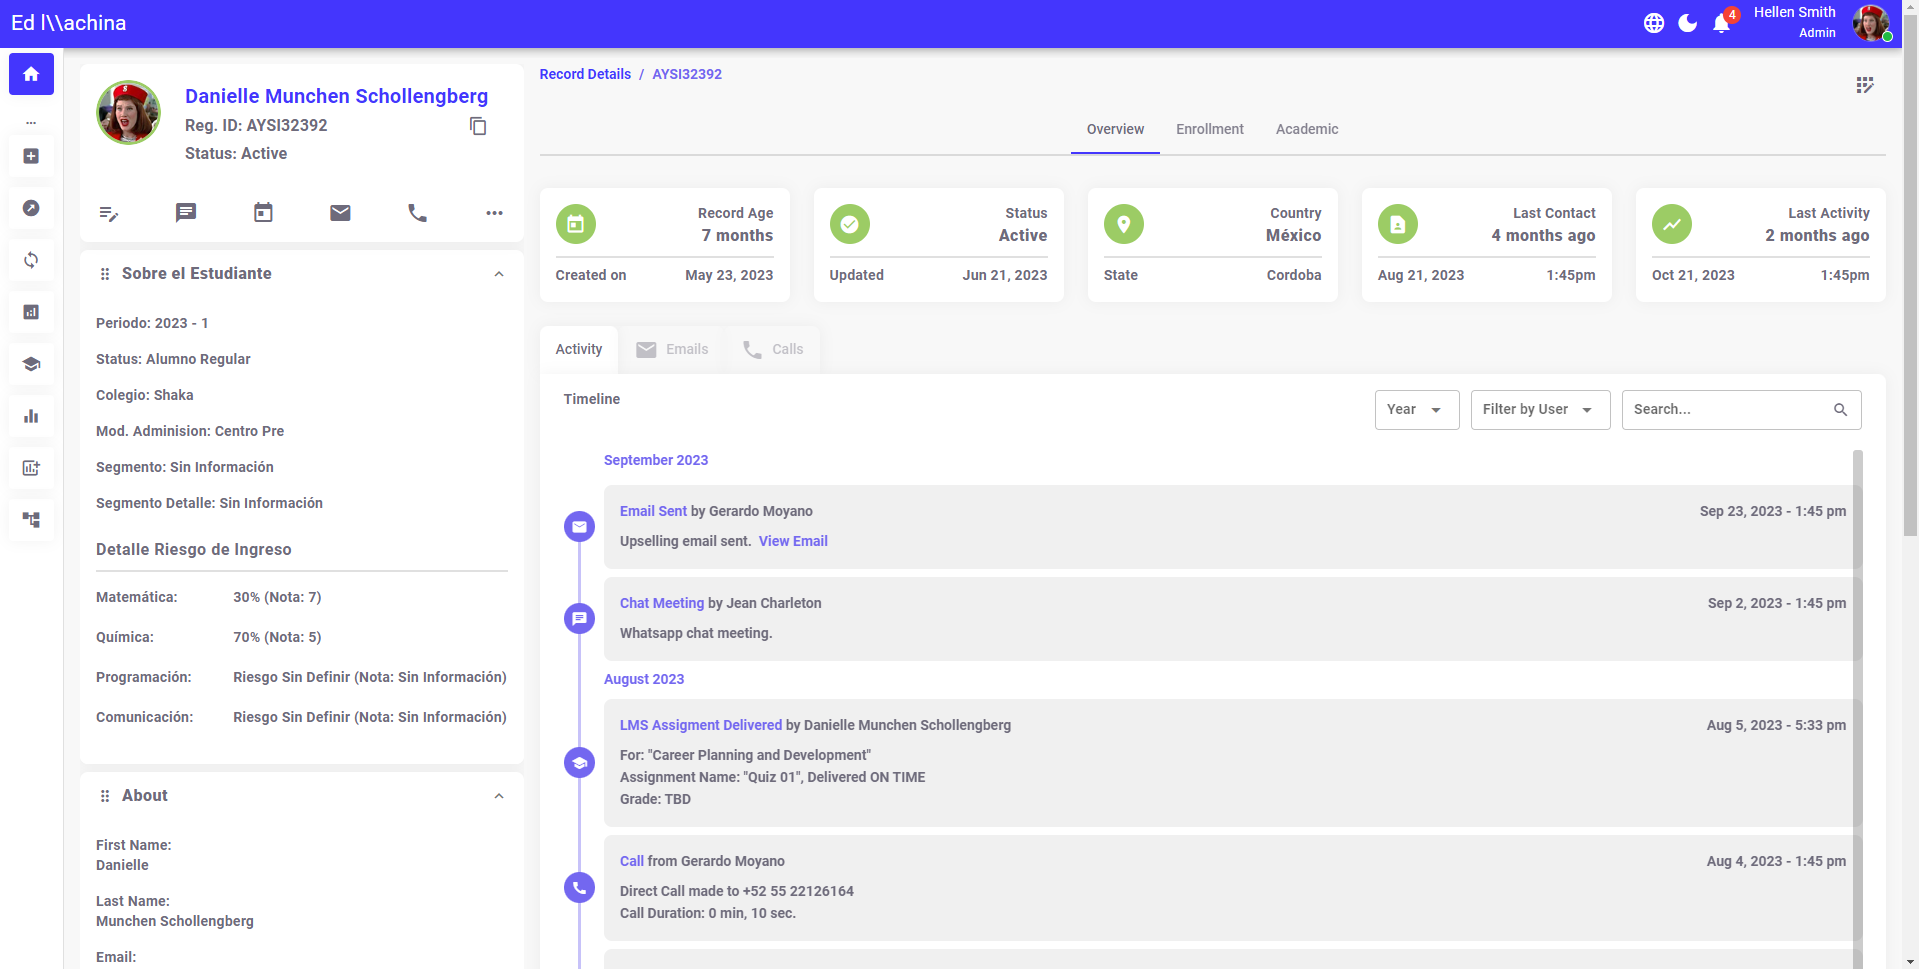 Ed l\\achina
4
Hellen Smith
Admin
...
Danielle Munchen Schollengberg
Reg. ID: AYSI32392
Status: Active
Sobre el Estudiante
Periodo: 2023 - 1
Status: Alumno Regular
Colegio: Shaka
Mod. Adminision: Centro Pre
Segmento: Sin Información
Segmento Detalle: Sin Información
Detalle Riesgo de Ingreso
Matemática: 30% (Nota: 7)
Química: 70% (Nota: 5)
Programación: Riesgo Sin Definir (Nota: Sin Información)
Comunicación: Riesgo Sin Definir (Nota: Sin Información)
About
First Name:
Danielle
Last Name:
Munchen Schollengberg
Email:
Record Details / AYSI32392
Overview Enrollment Academic
Record Age
7 months
Created on May 23, 2023
Status
Active
Updated Jun 21, 2023
Country
México
State Cordoba
Last Contact
4 months ago
Aug 21, 2023 1:45pm
Last Activity
2 months ago
Oct 21, 2023 1:45pm
Activity Emails Calls
Timeline
Year Filter by User Search...
September 2023
Email Sent by Gerardo Moyano Sep 23, 2023 - 1:45 pm
Upselling email sent. View Email
Chat Meeting by Jean Charleton Sep 2, 2023 - 1:45 pm
Whatsapp chat meeting.
August 2023
LMS Assigment Delivered by Danielle Munchen Schollengberg Aug 5, 2023 - 5:33 pm
For: "Career Planning and Development"
Assignment Name: "Quiz 01", Delivered ON TIME
Grade: TBD
Call from Gerardo Moyano Aug 4, 2023 - 1:45 pm
Direct Call made to +52 55 22126164
Call Duration: 0 min, 10 sec.